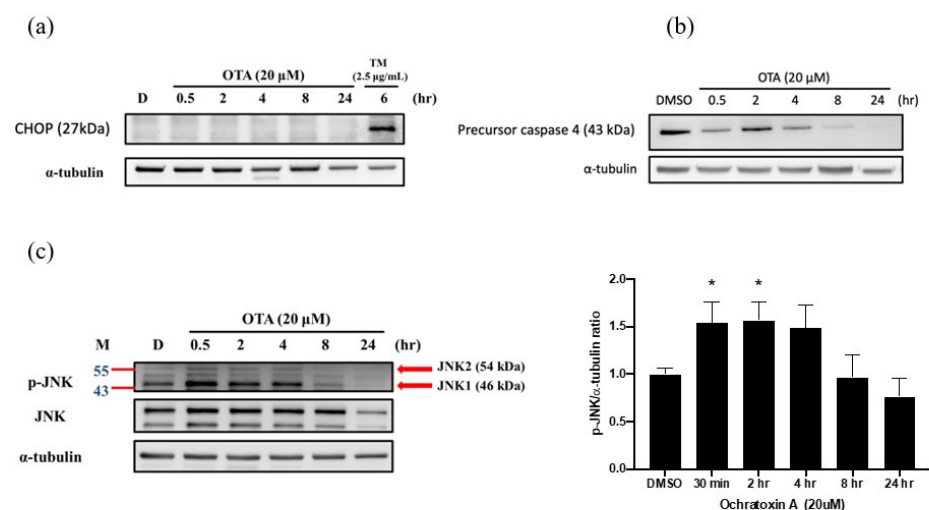 (a)
TM
OTA (20 μM) (2.5 μg/mL)
D 0.5 2 4 8 24 6 (hr)
CHOP (27kDa)
α-tubulin
(b)
OTA (20 μM)
DMSO 0.5 2 4 8 24 (hr)
Precursor caspase 4 (43 kDa)
α-tubulin
(c)
OTA (20 μM)
M D 0.5 2 4 8 24 (hr)
55 JNK2 (54 kDa)
p-JNK
43 JNK1 (46 kDa)
JNK
α-tubulin
p-JNK/α-tubulin ratio
2.0
1.5
1.0
0.5
0.0
* *
DMSO 30 min 2 hr 4 hr 8 hr 24 hr
Ochratoxin A (20uM)